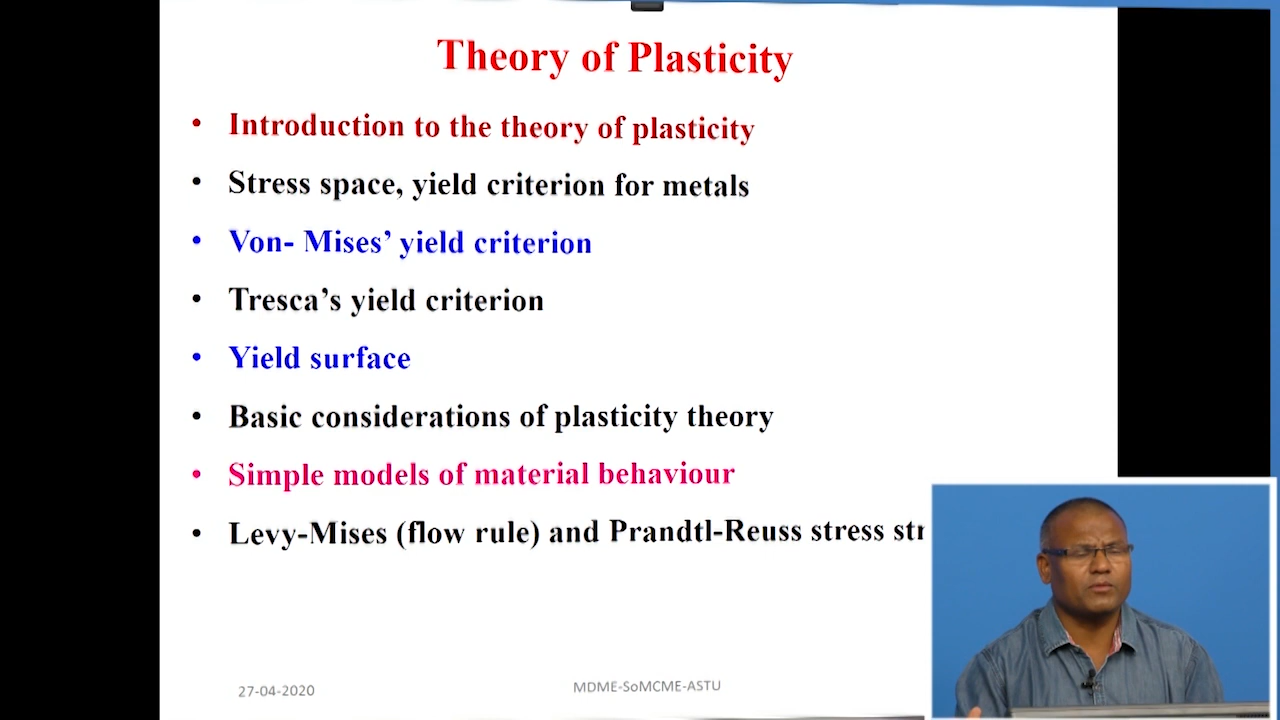 Theory of Plasticity
• Introduction to the theory of plasticity
• Stress space, yield criterion for metals
• Von- Mises’ yield criterion
• Tresca’s yield criterion
• Yield surface
• Basic considerations of plasticity theory
• Simple models of material behaviour
• Levy-Mises (flow rule) and Prandtl-Reuss stress
27-04-2020
MDME-SoMCME-ASTU